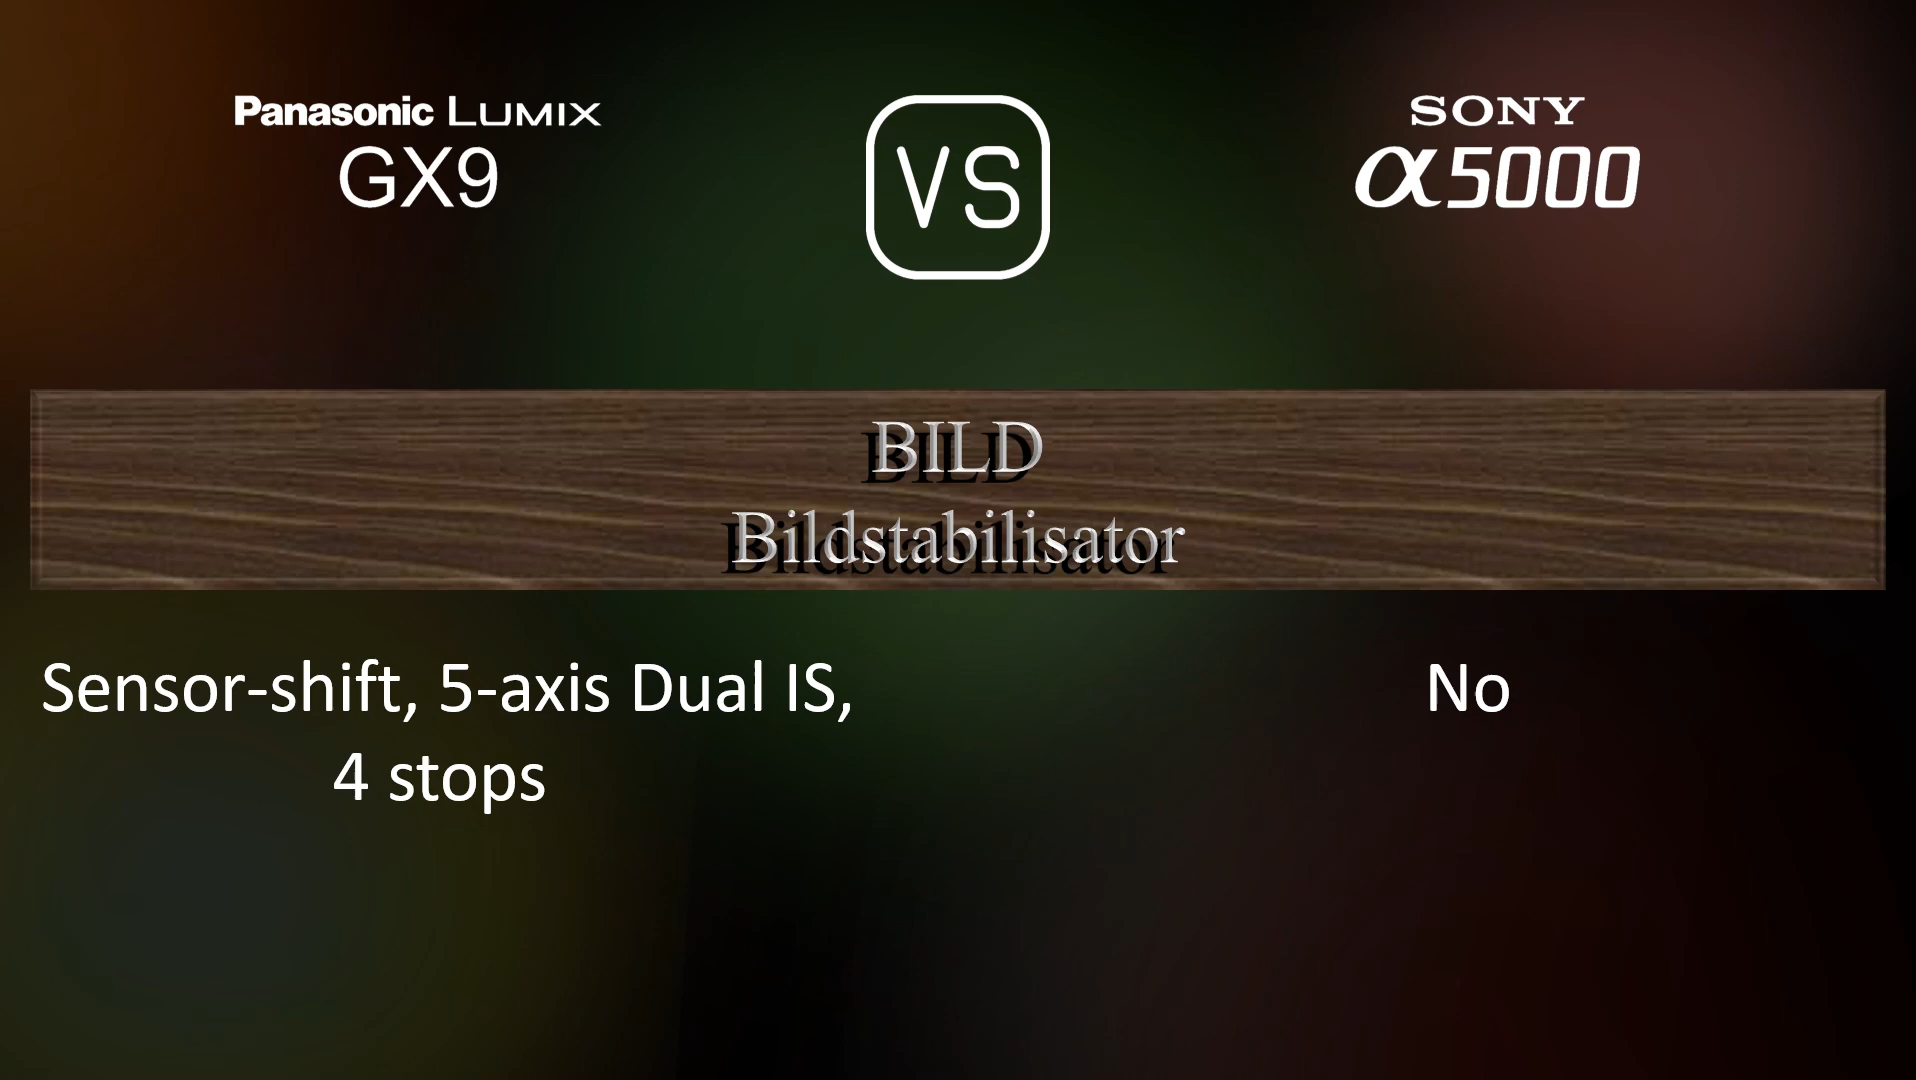 Panasonic LUMIX
GX9
VS
SONY
α5000
BILD
Bildstabilisator
Sensor-shift, 5-axis Dual IS,
4 stops
No